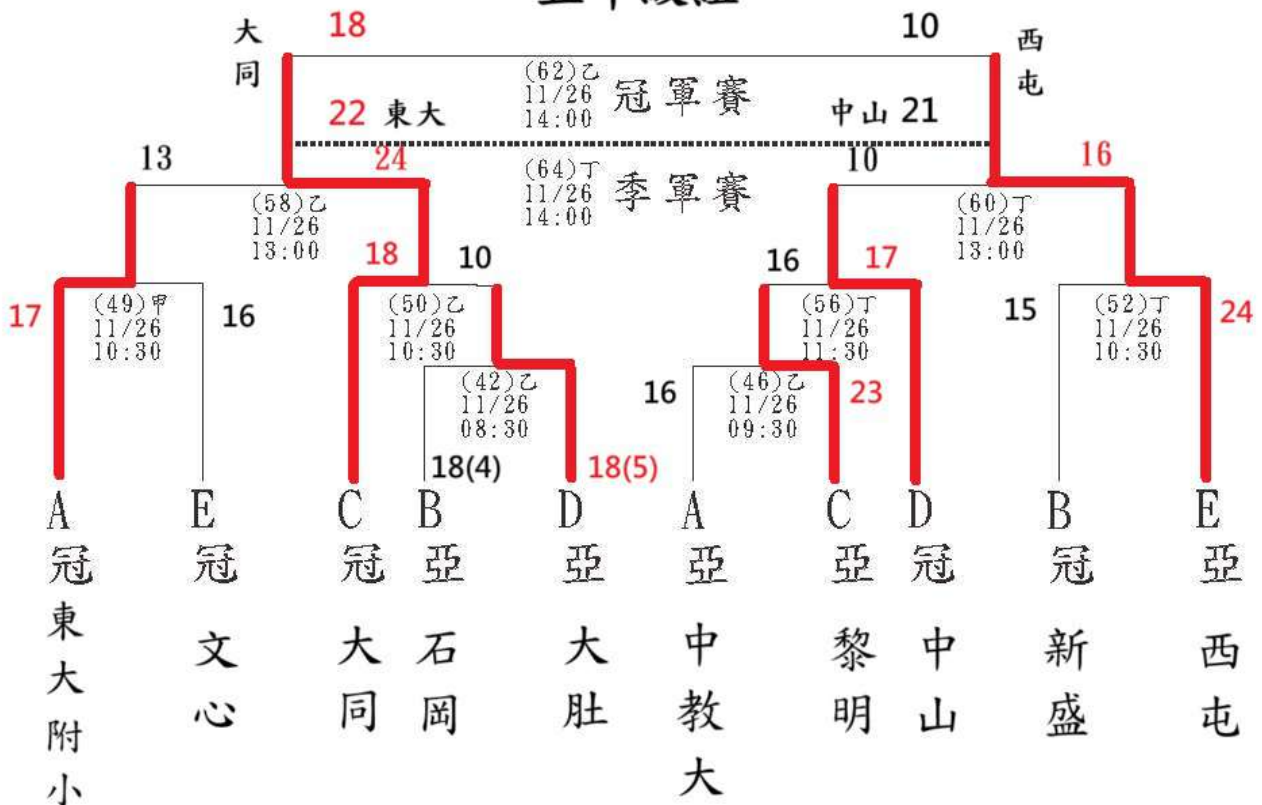 大同
18
10
西屯
(62)乙
11/26
14:00
冠軍賽
22 東大
中山 21
13
24
(64)丁
11/26
14:00
季軍賽
10
16
(58)乙
11/26
13:00
(60)丁
11/26
13:00
18
10
16
17
17
(49)甲
11/26
10:30
16
(50)乙
11/26
10:30
(56)丁
11/26
11:30
15
(52)丁
11/26
10:30
24
(42)乙
11/26
08:30
16
(46)乙
11/26
09:30
23
18(4)
18(5)
A E C B D A C D B E
冠 冠 冠 亞 亞 亞 亞 冠 冠 亞
東大附小
文心
大同
石岡
大肚
中教大
黎明
中山
新盛
西屯